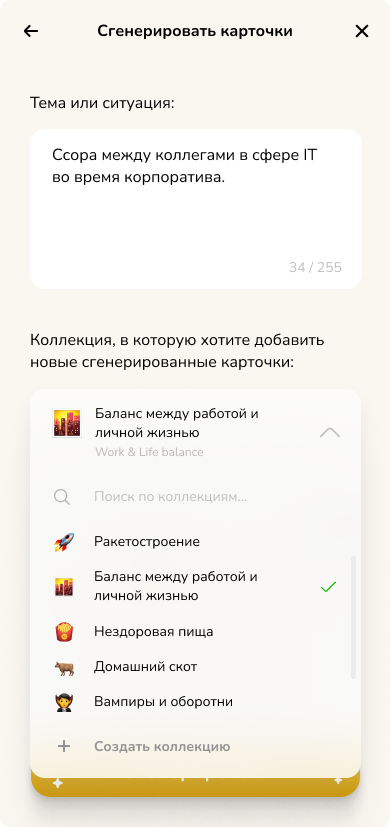 Сгенерировать карточки
Тема или ситуация:
Ссора между коллегами в сфере IT
во время корпоратива.
34 / 255
Коллекция, в которую хотите добавить
новые сгенерированные карточки:
Баланс между работой и
личной жизнью
Work & Life balance
Поиск по коллекциям...
Ракетостроение
Баланс между работой и
личной жизнью
Нездоровая пища
Домашний скот
Вампиры и оборотни
Создать коллекцию